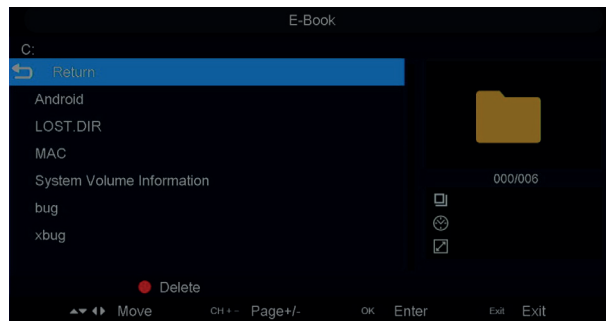 E-Book
C:
Return
Android
LOST.DIR
MAC
System Volume Information
bug
xbug
000/006
Delete
Move CH + - Page+/- OK Enter Exit Exit